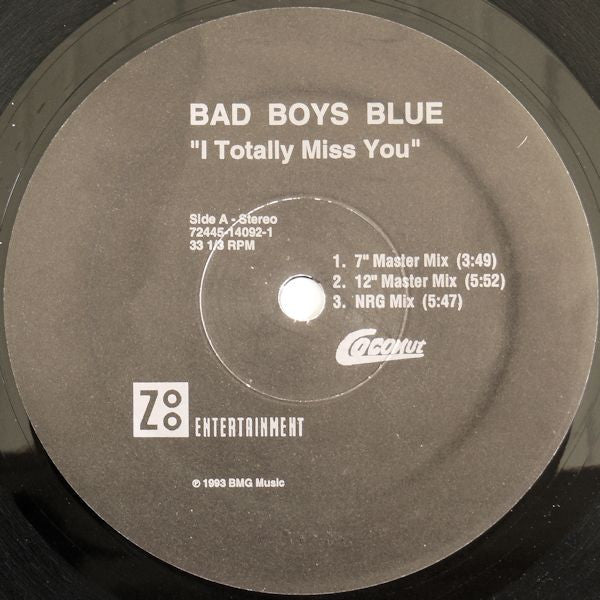 BAD BOYS BLUE
"I Totally Miss You"
Side A - Stereo
72445-14092-1
33 1/3 RPM
1. 7" Master Mix (3:49)
2. 12" Master Mix (5:52)
3. NRG Mix (5:47)
COCONUT
ZOO
ENTERTAINMENT
℗ 1993 BMG Music